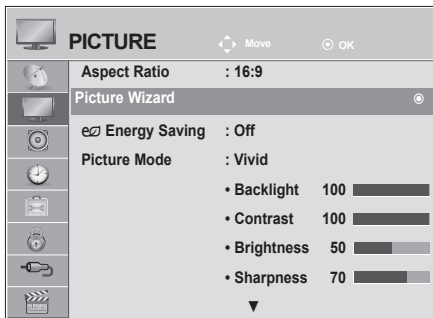 PICTURE Move OK
Aspect Ratio : 16:9
Picture Wizard
Energy Saving : Off
Picture Mode : Vivid
• Backlight 100
• Contrast 100
• Brightness 50
• Sharpness 70